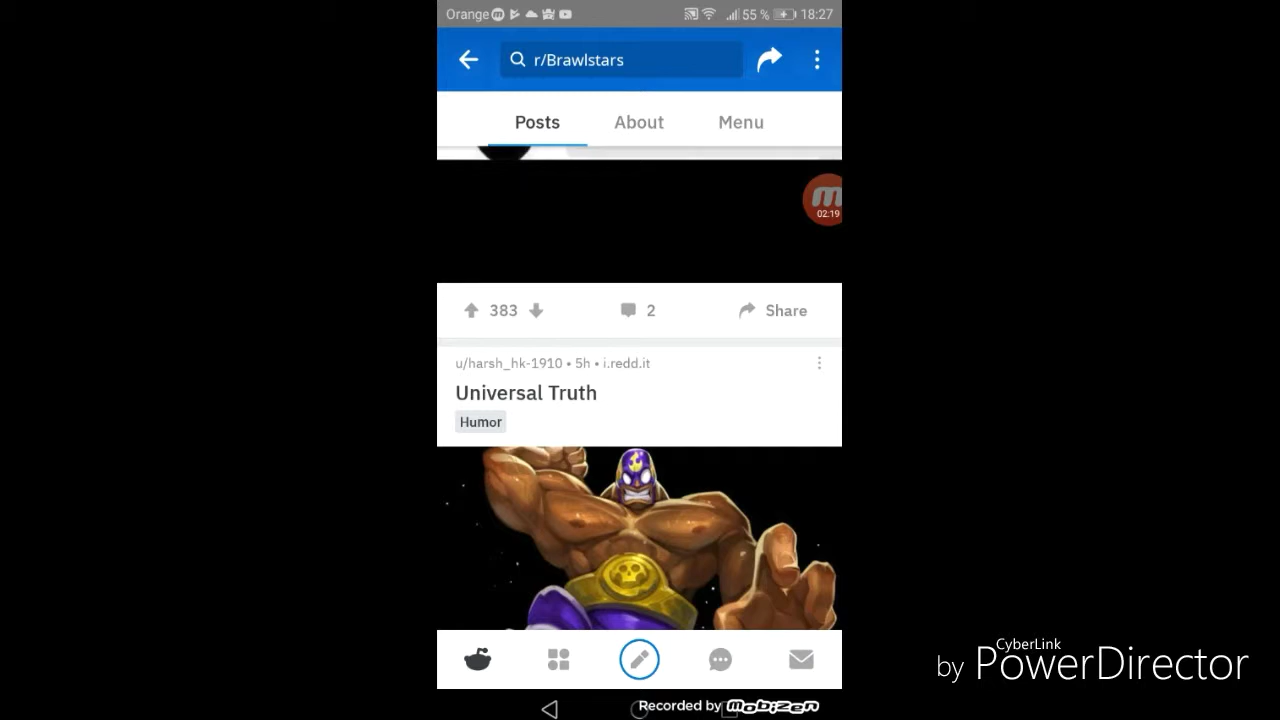 Orange 55 % 18:27
r/Brawlstars
Posts About Menu
02:19
383 2 Share
u/harsh_hk-1910 • 5h • i.redd.it
Universal Truth
Humor
CyberLink
by PowerDirector
Recorded by mobizen